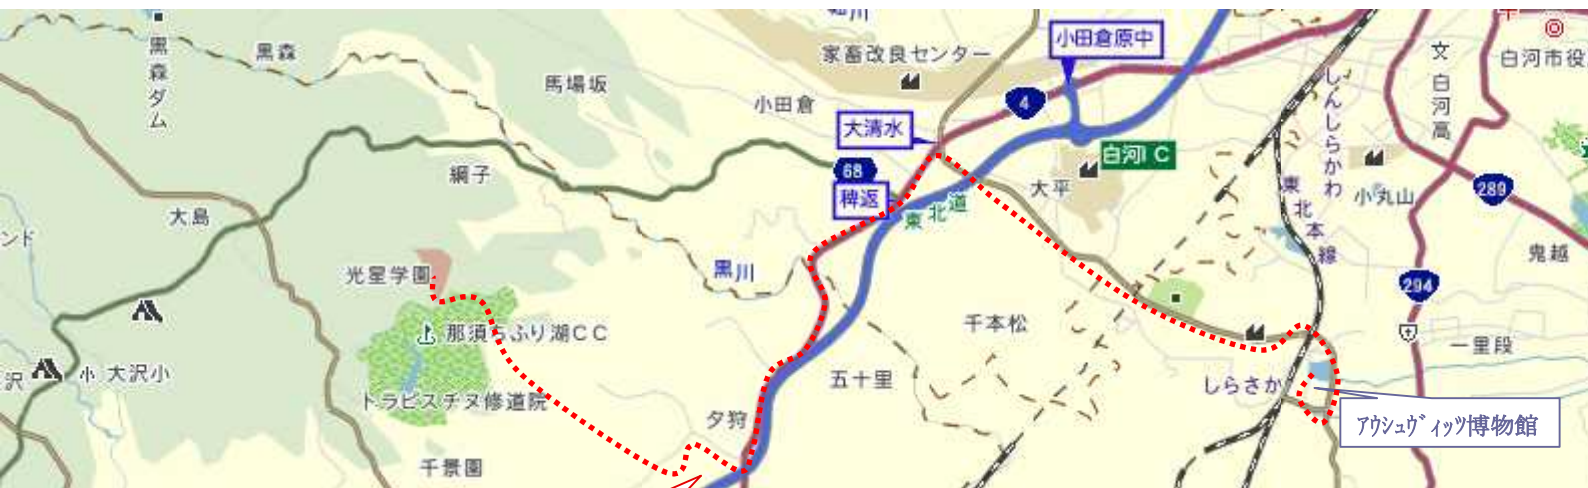 黒森ダム
黒森
馬場坂
小田倉
家畜改良センター
小田倉原中
4
大清水
68
稗返
東北道
白河IC
大平
しんしらかわ
東北本線
文
白河高
白河市役
小丸山
289
鬼越
294
一里段
しらさか
アウシュヴィッツ博物館
千本松
五十里
黒川
綱子
大島
ンド
光星学園
那須ちふり湖CC
トラピスチヌ修道院
小 大沢小
沢
夕狩
千景園